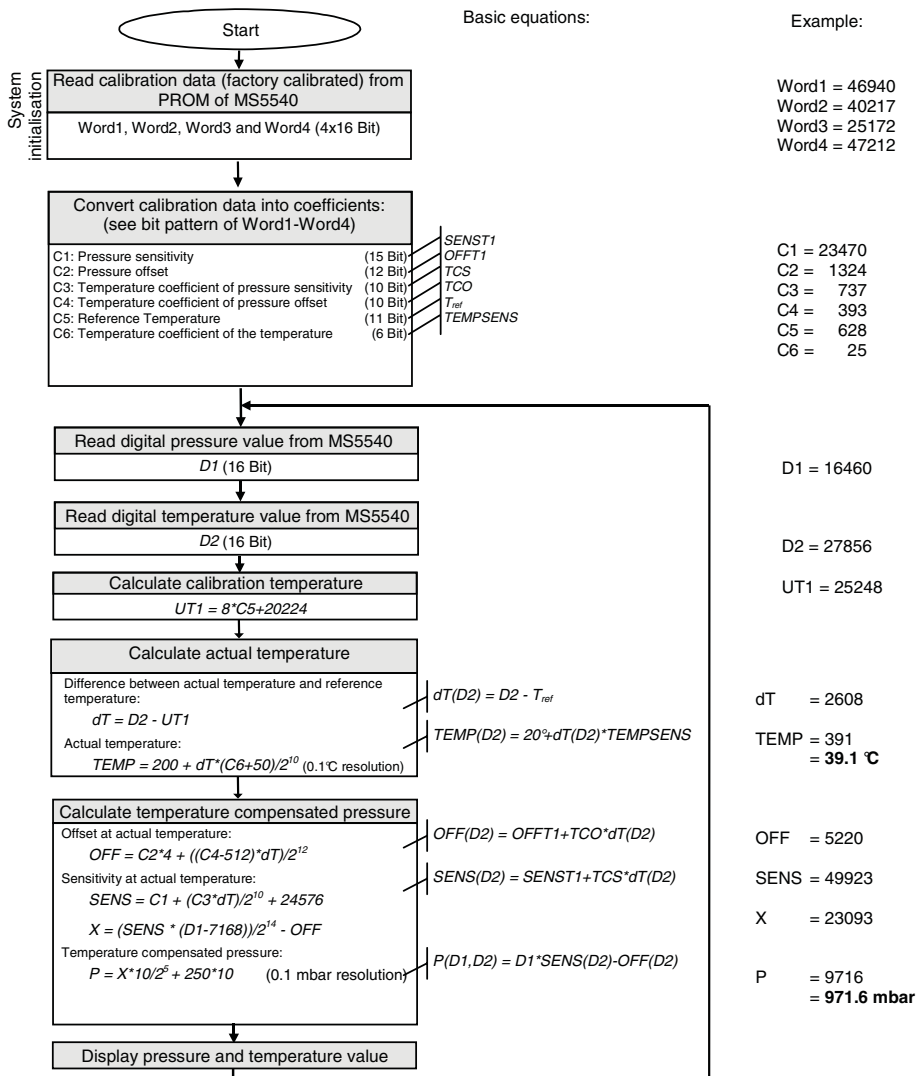 Basic equations:
Example:
Start
System
initialisation
Read calibration data (factory calibrated) from
PROM of MS5540
Word1, Word2, Word3 and Word4 (4x16 Bit)
Word1 = 46940
Word2 = 40217
Word3 = 25172
Word4 = 47212
Convert calibration data into coefficients:
(see bit pattern of Word1-Word4)
C1: Pressure sensitivity (15 Bit) SENST1
C2: Pressure offset (12 Bit) OFFT1
C3: Temperature coefficient of pressure sensitivity (10 Bit) TCS
C4: Temperature coefficient of pressure offset (10 Bit) TCO
C5: Reference Temperature (11 Bit) Tref
C6: Temperature coefficient of the temperature (6 Bit) TEMPSENS
C1 = 23470
C2 = 1324
C3 = 737
C4 = 393
C5 = 628
C6 = 25
Read digital pressure value from MS5540
D1 (16 Bit)
D1 = 16460
Read digital temperature value from MS5540
D2 (16 Bit)
D2 = 27856
Calculate calibration temperature
UT1 = 8*C5+20224
UT1 = 25248
Calculate actual temperature
Difference between actual temperature and reference
temperature:
dT = D2 - UT1
dT(D2) = D2 - Tref
dT = 2608
Actual temperature:
TEMP = 200 + dT*(C6+50)/2¹⁰ (0.1°C resolution)
TEMP(D2) = 20°+dT(D2)*TEMPSENS
TEMP = 391
= 39.1 °C
Calculate temperature compensated pressure
Offset at actual temperature:
OFF = C2*4 + ((C4-512)*dT)/2¹²
OFF(D2) = OFFT1+TCO*dT(D2)
OFF = 5220
Sensitivity at actual temperature:
SENS = C1 + (C3*dT)/2¹⁰ + 24576
SENS(D2) = SENST1+TCS*dT(D2)
SENS = 49923
X = (SENS * (D1-7168))/2¹⁴ - OFF
X = 23093
Temperature compensated pressure:
P = X*10/2⁵ + 250*10 (0.1 mbar resolution)
P(D1,D2) = D1*SENS(D2)-OFF(D2)
P = 9716
= 971.6 mbar
Display pressure and temperature value